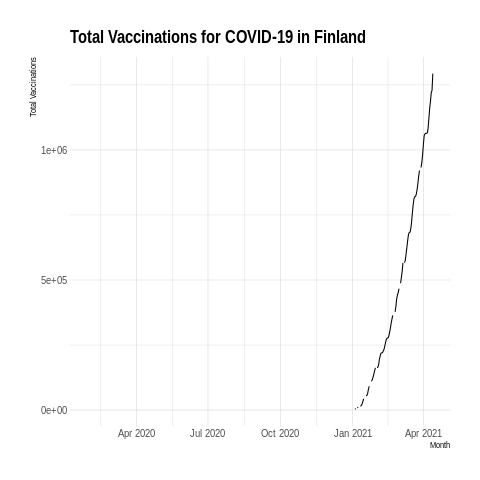 Total Vaccinations for COVID-19 in Finland
Total Vaccinations
1e+06
5e+05
0e+00
Apr 2020 Jul 2020 Oct 2020 Jan 2021 Apr 2021
Month